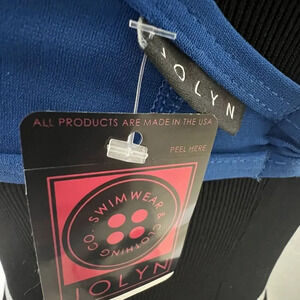 JOLYN
ALL PRODUCTS ARE MADE IN THE USA
PEEL HERE
SWIMWEAR & CLOTHING CO.
JOLYN